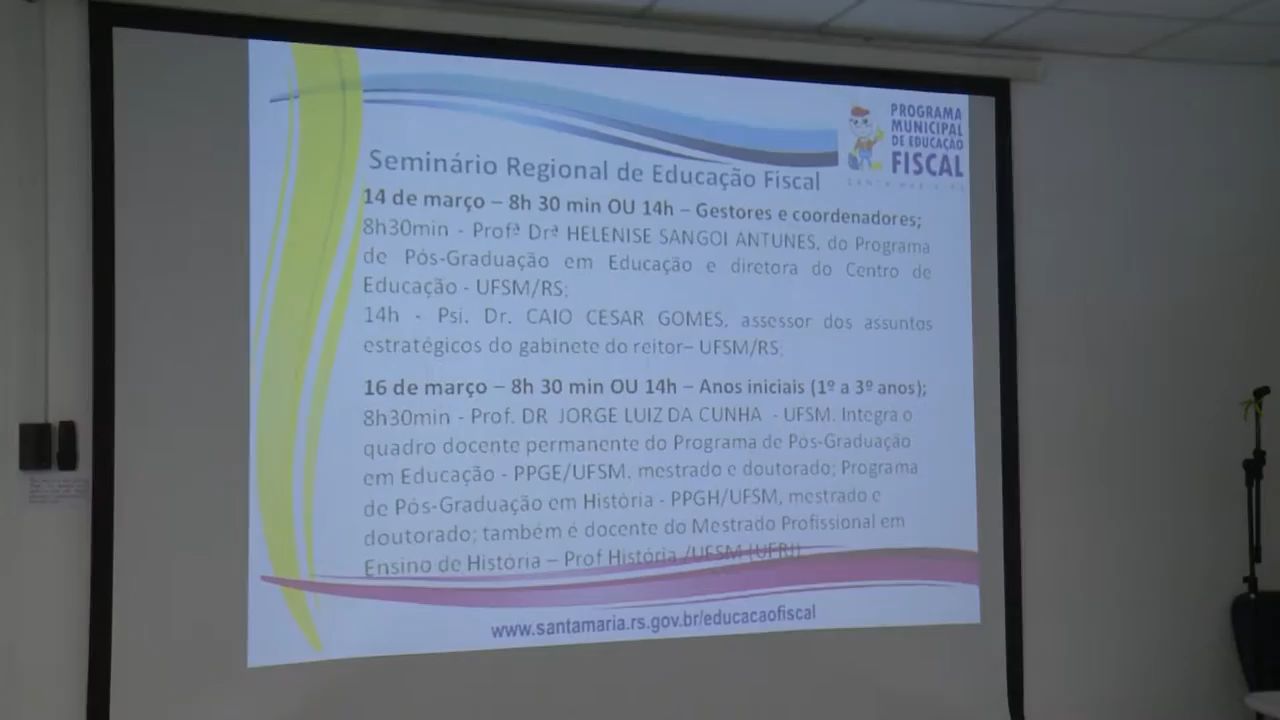 PROGRAMA
MUNICIPAL
DE EDUCAÇÃO
FISCAL
Seminário Regional de Educação Fiscal
14 de março – 8h 30 min OU 14h – Gestores e coordenadores;
8h30min - Profª Drª HELENISE SANGOI ANTUNES, do Programa
de Pós-Graduação em Educação e diretora do Centro de
Educação - UFSM/RS;
14h - Psi. Dr. CAIO CESAR GOMES, assessor dos assuntos
estratégicos do gabinete do reitor– UFSM/RS;
16 de março – 8h 30 min OU 14h – Anos iniciais (1º a 3º anos);
8h30min - Prof. DR JORGE LUIZ DA CUNHA - UFSM. Integra o
quadro docente permanente do Programa de Pós-Graduação
em Educação - PPGE/UFSM, mestrado e doutorado; Programa
de Pós-Graduação em História - PPGH/UFSM, mestrado e
doutorado; também é docente do Mestrado Profissional em
Ensino de História – Prof História /UFSM (UFRJ)
www.santamaria.rs.gov.br/educacaofiscal